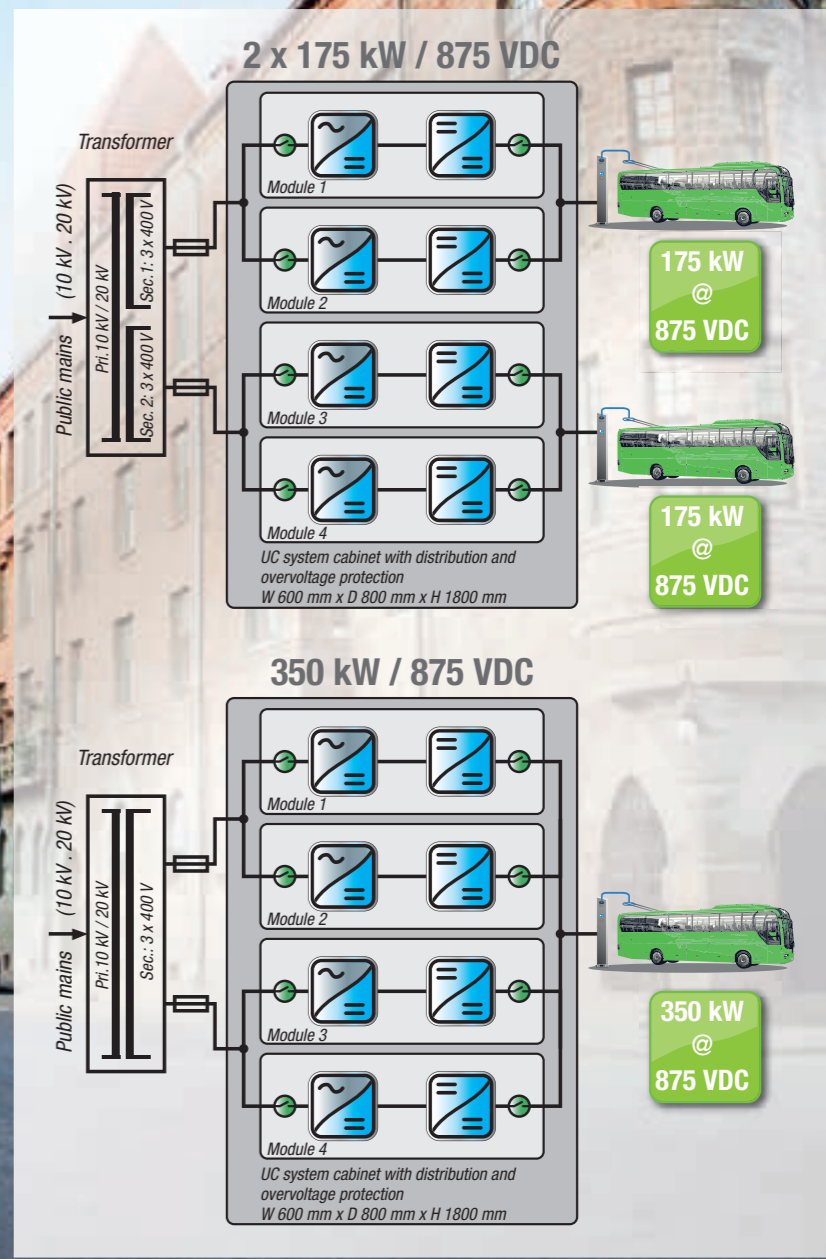 2 x 175 kW / 875 VDC
Transformer
Public mains (10 kV . 20 kV)
Pri.10 kV / 20 kV
Sec.1: 3 x 400 V
Sec. 2: 3 x 400 V
Module 1
Module 2
Module 3
Module 4
UC system cabinet with distribution and
overvoltage protection
W 600 mm x D 800 mm x H 1800 mm
175 kW
@
875 VDC
175 kW
@
875 VDC
350 kW / 875 VDC
Transformer
Public mains (10 kV . 20 kV)
Pri.10 kV / 20 kV
Sec.: 3 x 400 V
Module 1
Module 2
Module 3
Module 4
UC system cabinet with distribution and
overvoltage protection
W 600 mm x D 800 mm x H 1800 mm
350 kW
@
875 VDC